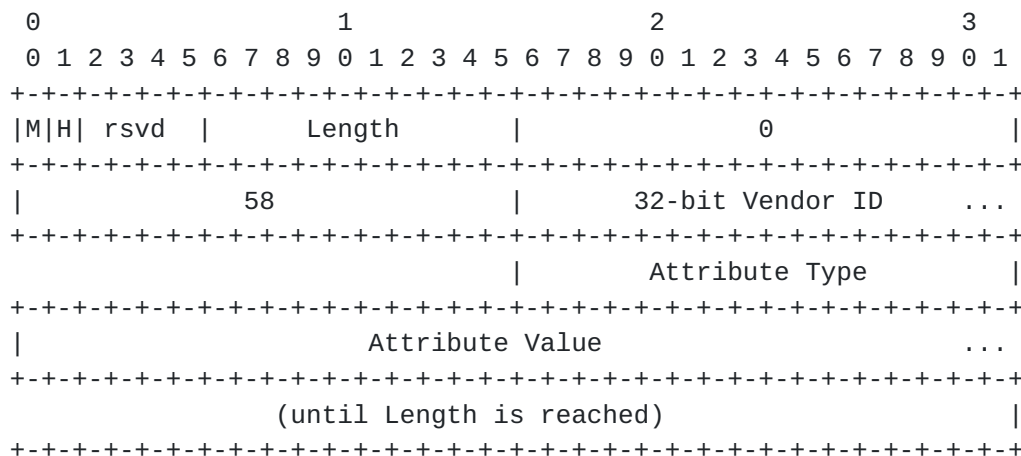 0                   1                   2                   3
 0 1 2 3 4 5 6 7 8 9 0 1 2 3 4 5 6 7 8 9 0 1 2 3 4 5 6 7 8 9 0 1
+-+-+-+-+-+-+-+-+-+-+-+-+-+-+-+-+-+-+-+-+-+-+-+-+-+-+-+-+-+-+-+-+
|M|H| rsvd  |      Length       |               0               |
+-+-+-+-+-+-+-+-+-+-+-+-+-+-+-+-+-+-+-+-+-+-+-+-+-+-+-+-+-+-+-+-+
|              58               |       32-bit Vendor ID     ...
+-+-+-+-+-+-+-+-+-+-+-+-+-+-+-+-+-+-+-+-+-+-+-+-+-+-+-+-+-+-+-+-+
                                |        Attribute Type         |
+-+-+-+-+-+-+-+-+-+-+-+-+-+-+-+-+-+-+-+-+-+-+-+-+-+-+-+-+-+-+-+-+
|                      Attribute Value                       ...
+-+-+-+-+-+-+-+-+-+-+-+-+-+-+-+-+-+-+-+-+-+-+-+-+-+-+-+-+-+-+-+-+
                 (until Length is reached)                      |
+-+-+-+-+-+-+-+-+-+-+-+-+-+-+-+-+-+-+-+-+-+-+-+-+-+-+-+-+-+-+-+-+